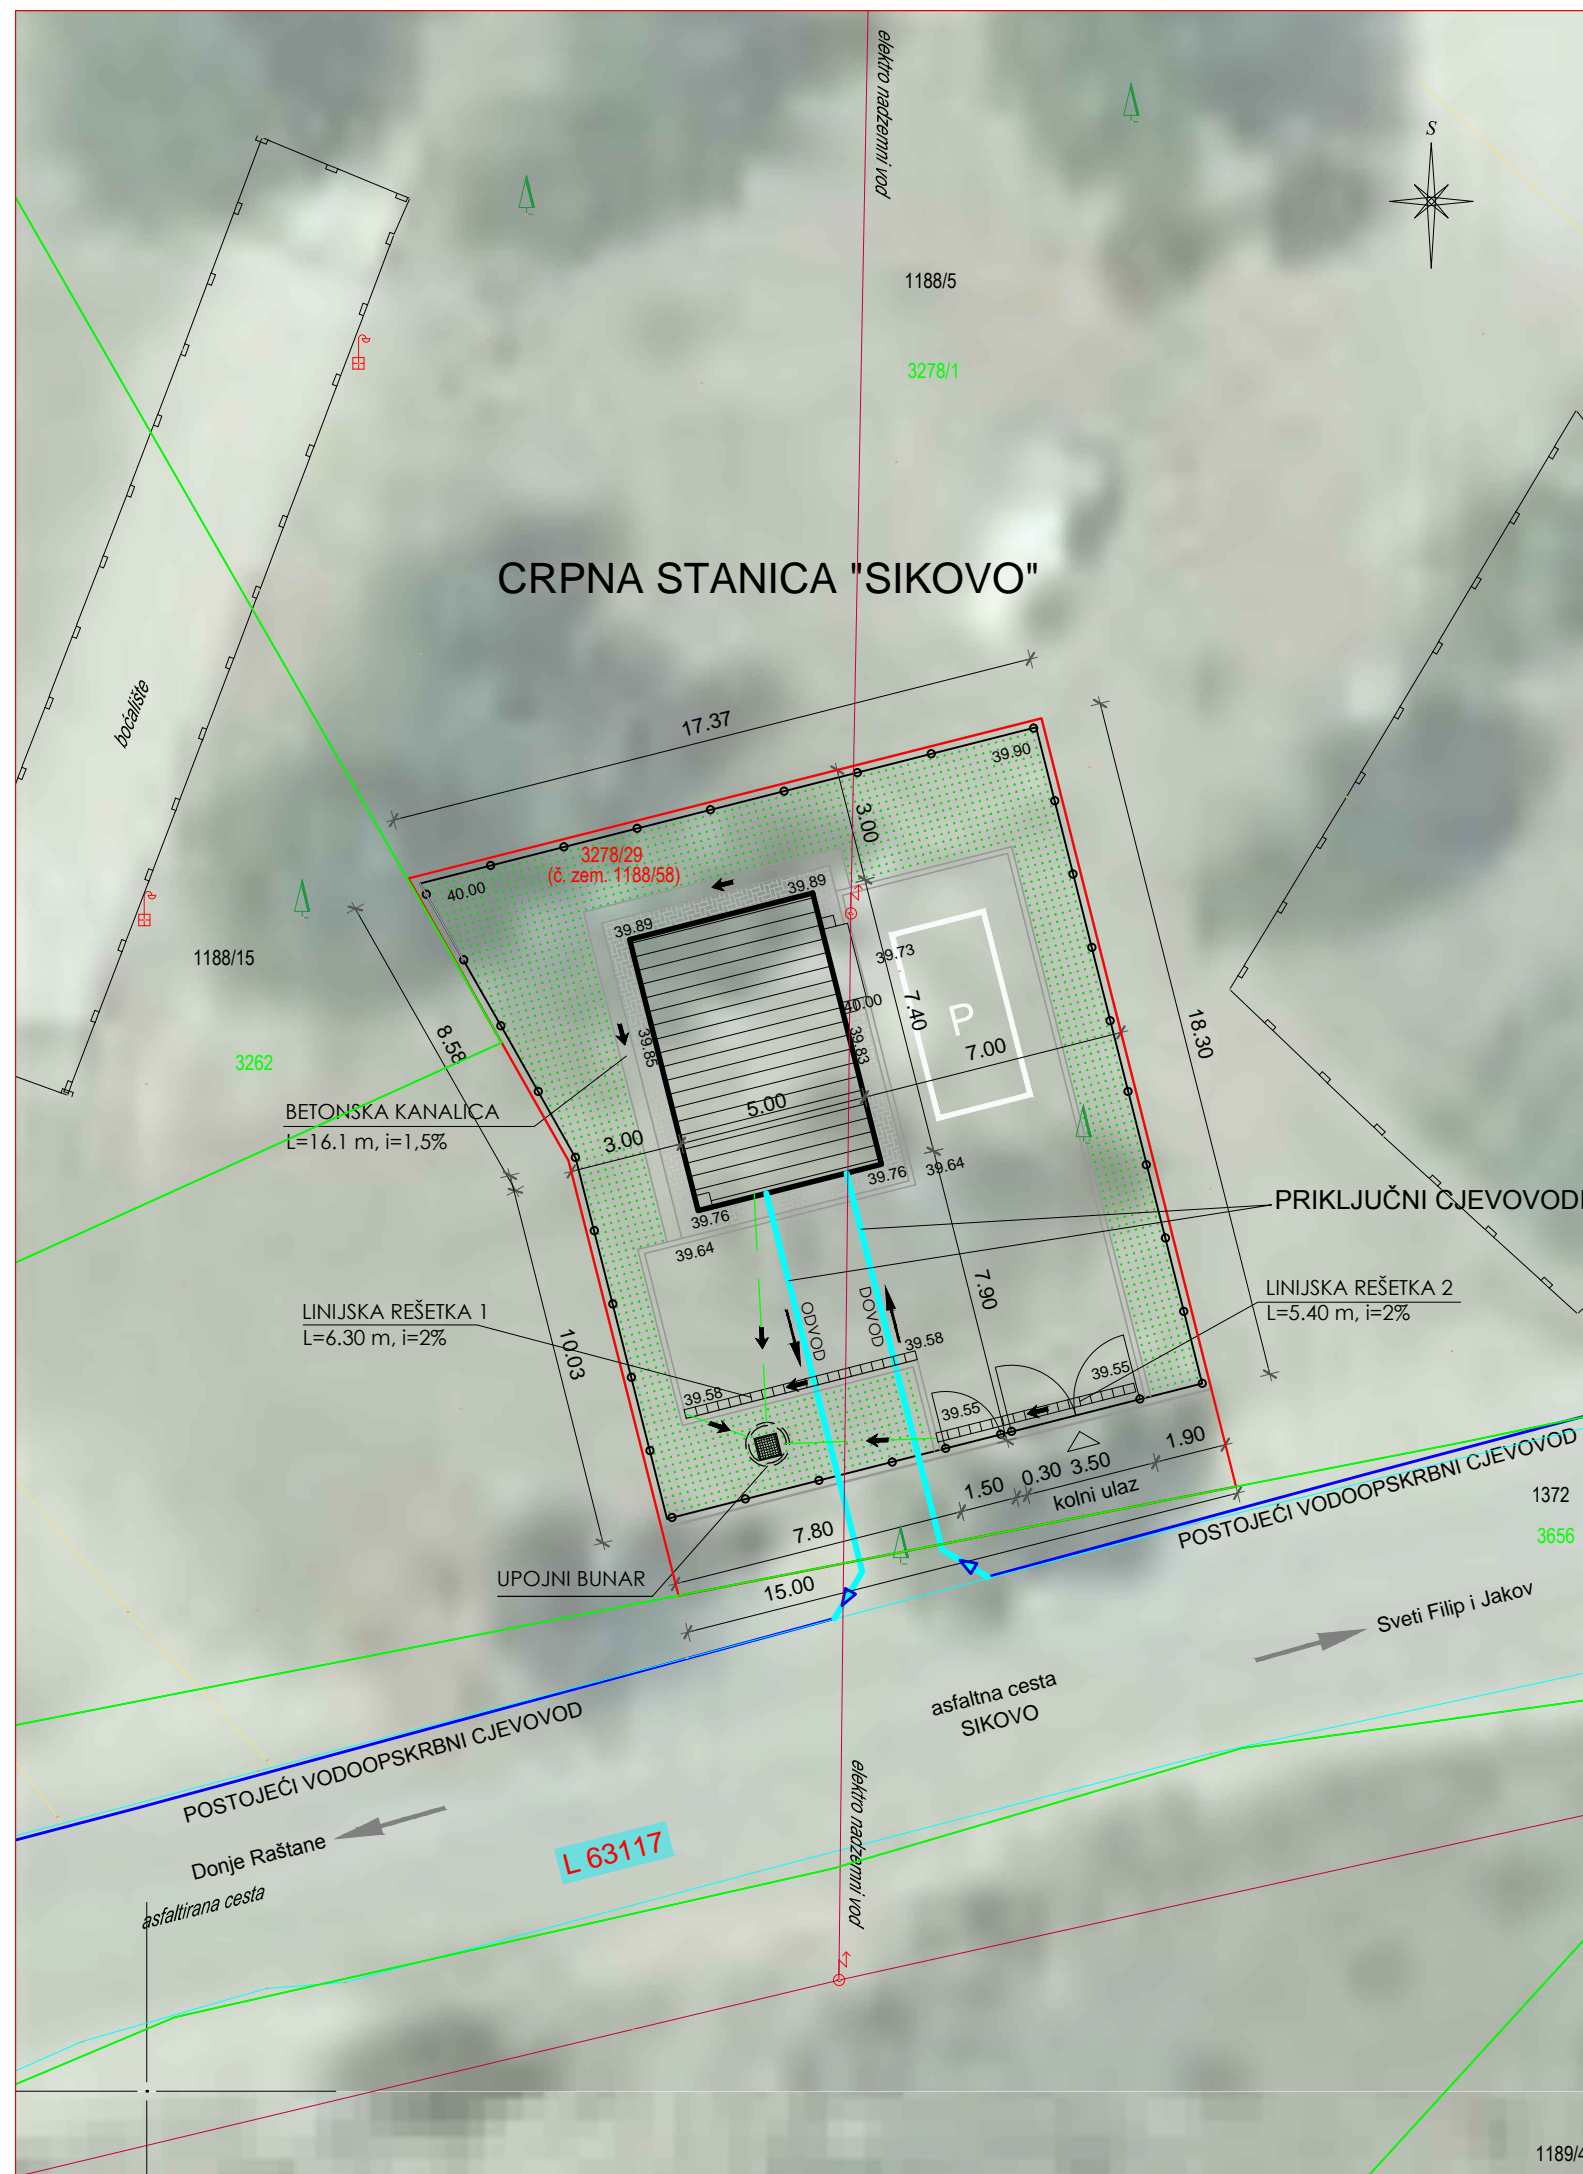 elektro nadzemni vod
S
1188/5
3278/1
CRPNA STANICA "SIKOVO"
boćalište
17.37
39.90
3.00
3278/29
(č. zem. 1188/58)
40.00
39.89
39.89
39.73
40.00
7.40
P
18.30
1188/15
3262
8.58
39.85
39.83
7.00
5.00
3.00
BETONSKA KANALICA
L=16.1 m, i=1,5%
39.76
39.64
39.76
39.64
PRIKLJUČNI CJEVOVODI
7.90
LINIJSKA REŠETKA 1
L=6.30 m, i=2%
LINIJSKA REŠETKA 2
L=5.40 m, i=2%
ODVOD
DOVOD
10.03
39.58
39.58
39.55
39.55
1.90
1.50
0.30
3.50
kolni ulaz
7.80
15.00
UPOJNI BUNAR
POSTOJEĆI VODOOPSKRBNI CJEVOVOD
1372
3656
Sveti Filip i Jakov
asfaltna cesta
SIKOVO
POSTOJEĆI VODOOPSKRBNI CJEVOVOD
Donje Raštane
asfaltirana cesta
L 63117
elektro nadzemni vod
1189/4